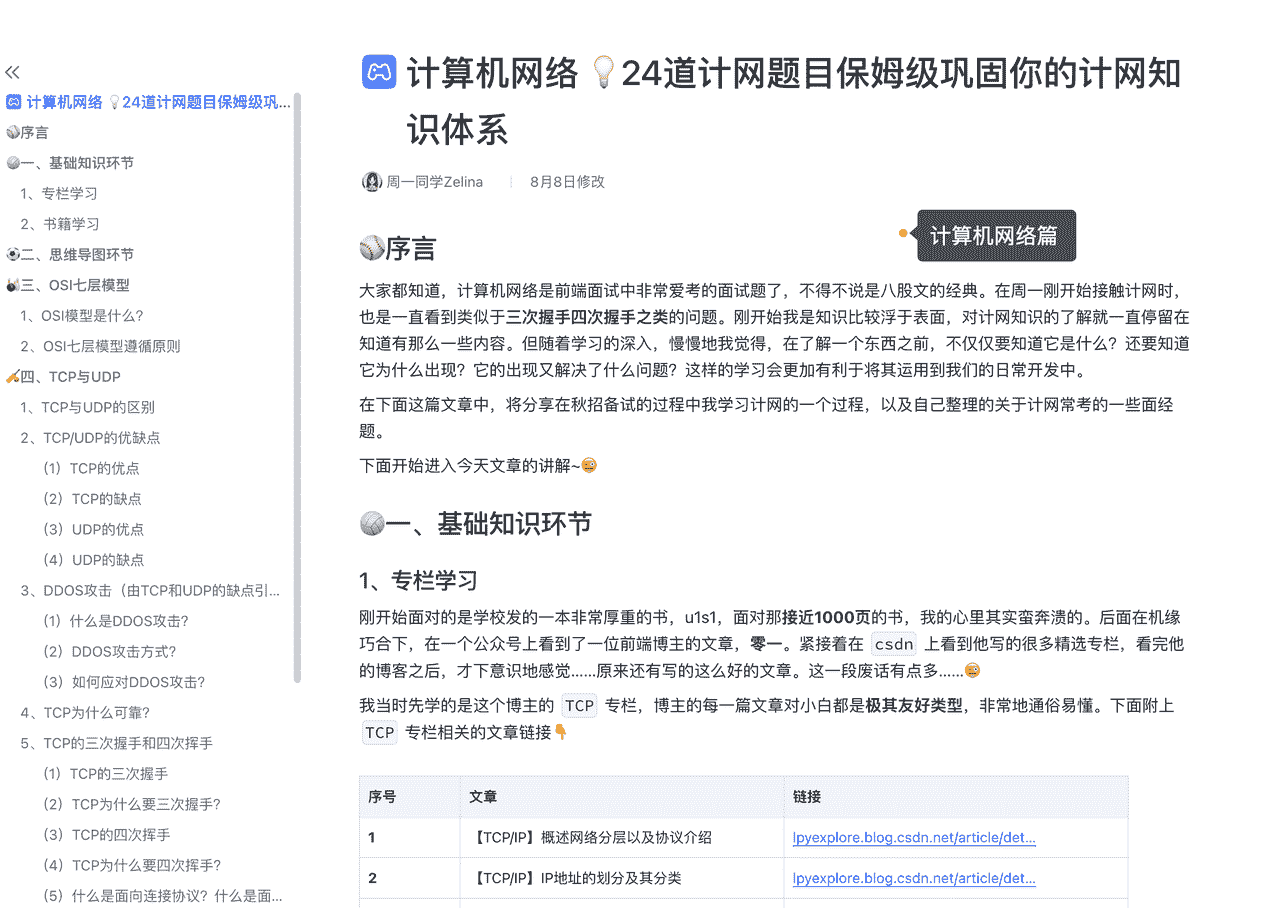 计算机网络 💡24道计网题目保姆级巩...
⚾序言
🏐一、基础知识环节
1、专栏学习
2、书籍学习
⚽二、思维导图环节
🎳三、OSI七层模型
1、OSI模型是什么?
2、OSI七层模型遵循原则
四、TCP与UDP
1、TCP与UDP的区别
2、TCP/UDP的优缺点
(1)TCP的优点
(2)TCP的缺点
(3)UDP的优点
(4)UDP的缺点
3、DDOS攻击（由TCP和UDP的缺点引...
(1)什么是DDOS攻击?
(2)DDOS攻击方式?
(3)如何应对DDOS攻击?
4、TCP为什么可靠?
5、TCP的三次握手和四次挥手
(1)TCP的三次握手
(2)TCP为什么要三次握手?
(3)TCP的四次挥手
(4)TCP为什么要四次挥手?
(5)什么是面向连接协议？什么是面...
计算机网络 💡24道计网题目保姆级巩固你的计网知
识体系
周一同学Zelina 8月8日修改
计算机网络篇
⚾序言
大家都知道，计算机网络是前端面试中非常爱考的面试题了，不得不说是八股文的经典。在周一刚开始接触计网时，
也是一直看到类似于三次握手四次握手之类的问题。刚开始我是知识比较浮于表面，对计网知识的了解就一直停留在
知道有那么一些内容。但随着学习的深入，慢慢地我觉得，在了解一个东西之前，不仅仅要知道它是什么？还要知道
它为什么出现？它的出现又解决了什么问题？这样的学习会更加有利于将其运用到我们的日常开发中。
在下面这篇文章中，将分享在秋招备试的过程中我学习计网的一个过程，以及自己整理的关于计网常考的一些面经
题。
下面开始进入今天文章的讲解~
🏐一、基础知识环节
1、专栏学习
刚开始面对的是学校发的一本非常厚重的书，u1s1，面对那接近1000页的书，我的心里其实蛮奔溃的。后面在机缘
巧合下，在一个公众号上看到了一位前端博主的文章，零一。紧接着在 csdn 上看到他写的很多精选专栏，看完他
的博客之后，才下意识地感觉......原来还有写的这么好的文章。这一段废话有点多......
我当时先学的是这个博主的 TCP 专栏，博主的每一篇文章对小白都是极其友好类型，非常地通俗易懂。下面附上
TCP 专栏相关的文章链接👇
序号 文章 链接
1 【TCP/IP】概述网络分层以及协议介绍 lpyexplore.blog.csdn.net/article/det...
2 【TCP/IP】IP地址的划分及其分类 lpyexplore.blog.csdn.net/article/det...